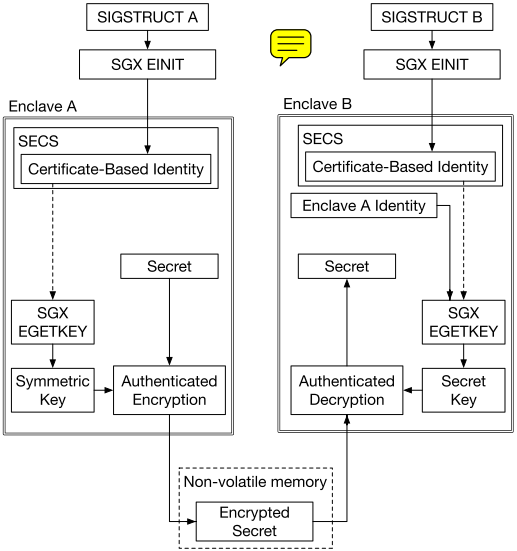 SIGSTRUCT A
SGX EINIT
Enclave A
SECS
Certificate-Based Identity
Secret
SGX
EGETKEY
Symmetric
Key
Authenticated
Encryption
SIGSTRUCT B
SGX EINIT
Enclave B
SECS
Certificate-Based Identity
Enclave A Identity
Secret
SGX
EGETKEY
Authenticated
Decryption
Secret
Key
Non-volatile memory
Encrypted
Secret